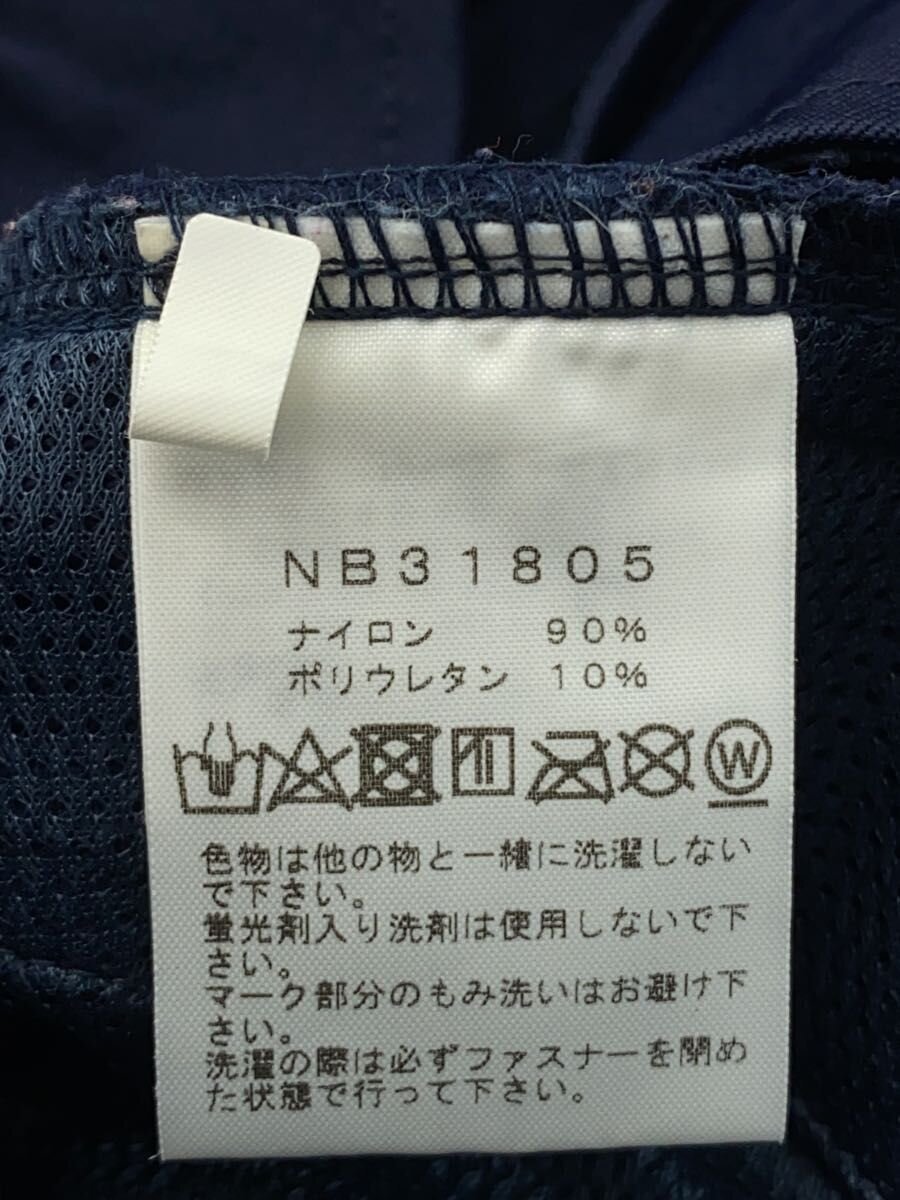 NB31805
ナイロン 90%
ポリウレタン 10%
W
色物は他の物と一緒に洗濯しない
で下さい。
蛍光剤入り洗剤は使用しないで下
さい。
マーク部分のもみ洗いはお避け下
さい。
洗濯の際は必ずファスナーを閉め
た状態で行って下さい。